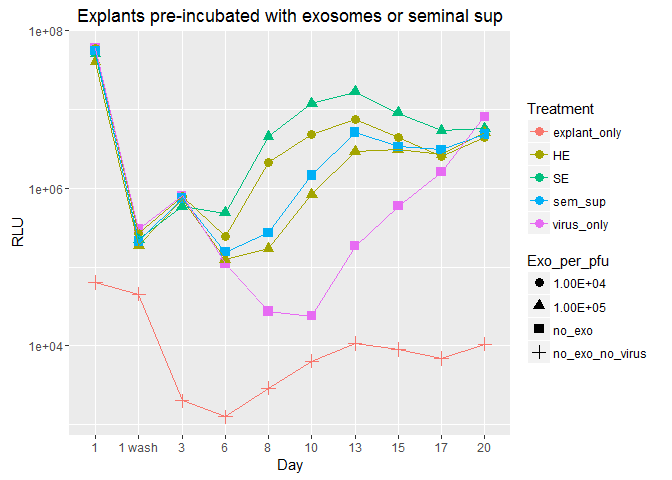 Explants pre-incubated with exosomes or seminal sup
1e+08
1e+06
1e+04
RLU
1
1 wash
3
6
8
10
13
15
17
20
Day
Treatment
explant_only
HE
SE
sem_sup
virus_only
Exo_per_pfu
1.00E+04
1.00E+05
no_exo
no_exo_no_virus